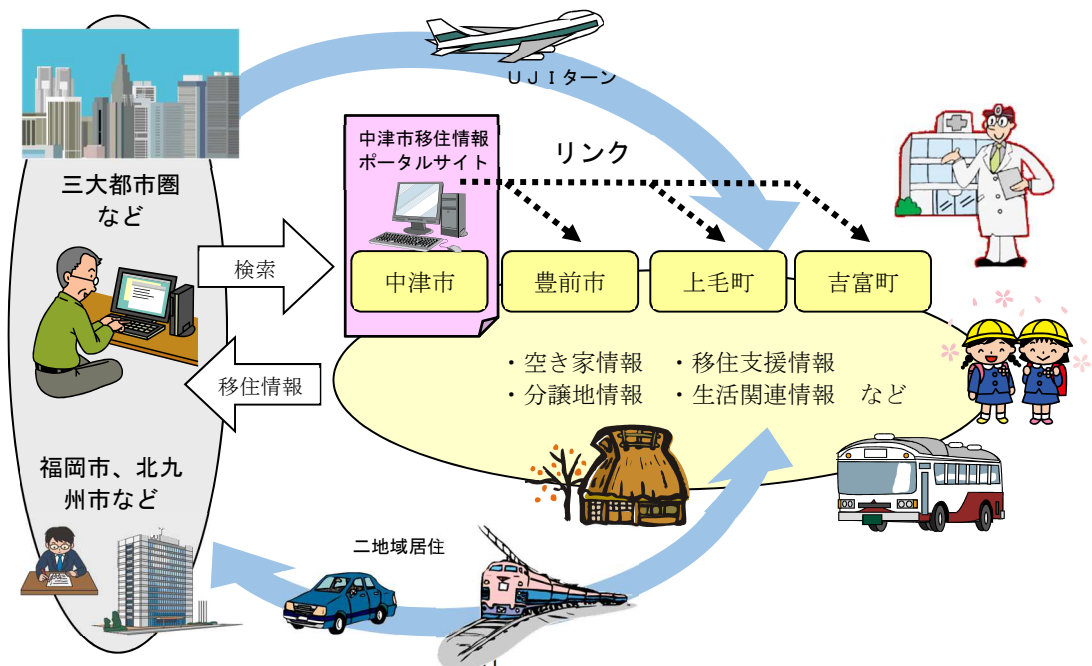 UJIターン
中津市移住情報
ポータルサイト
リンク
三大都市圏
など
検索
中津市
豊前市
上毛町
吉富町
移住情報
・空き家情報　・移住支援情報
・分譲地情報　・生活関連情報　など
福岡市、北九
州市など
二地域居住